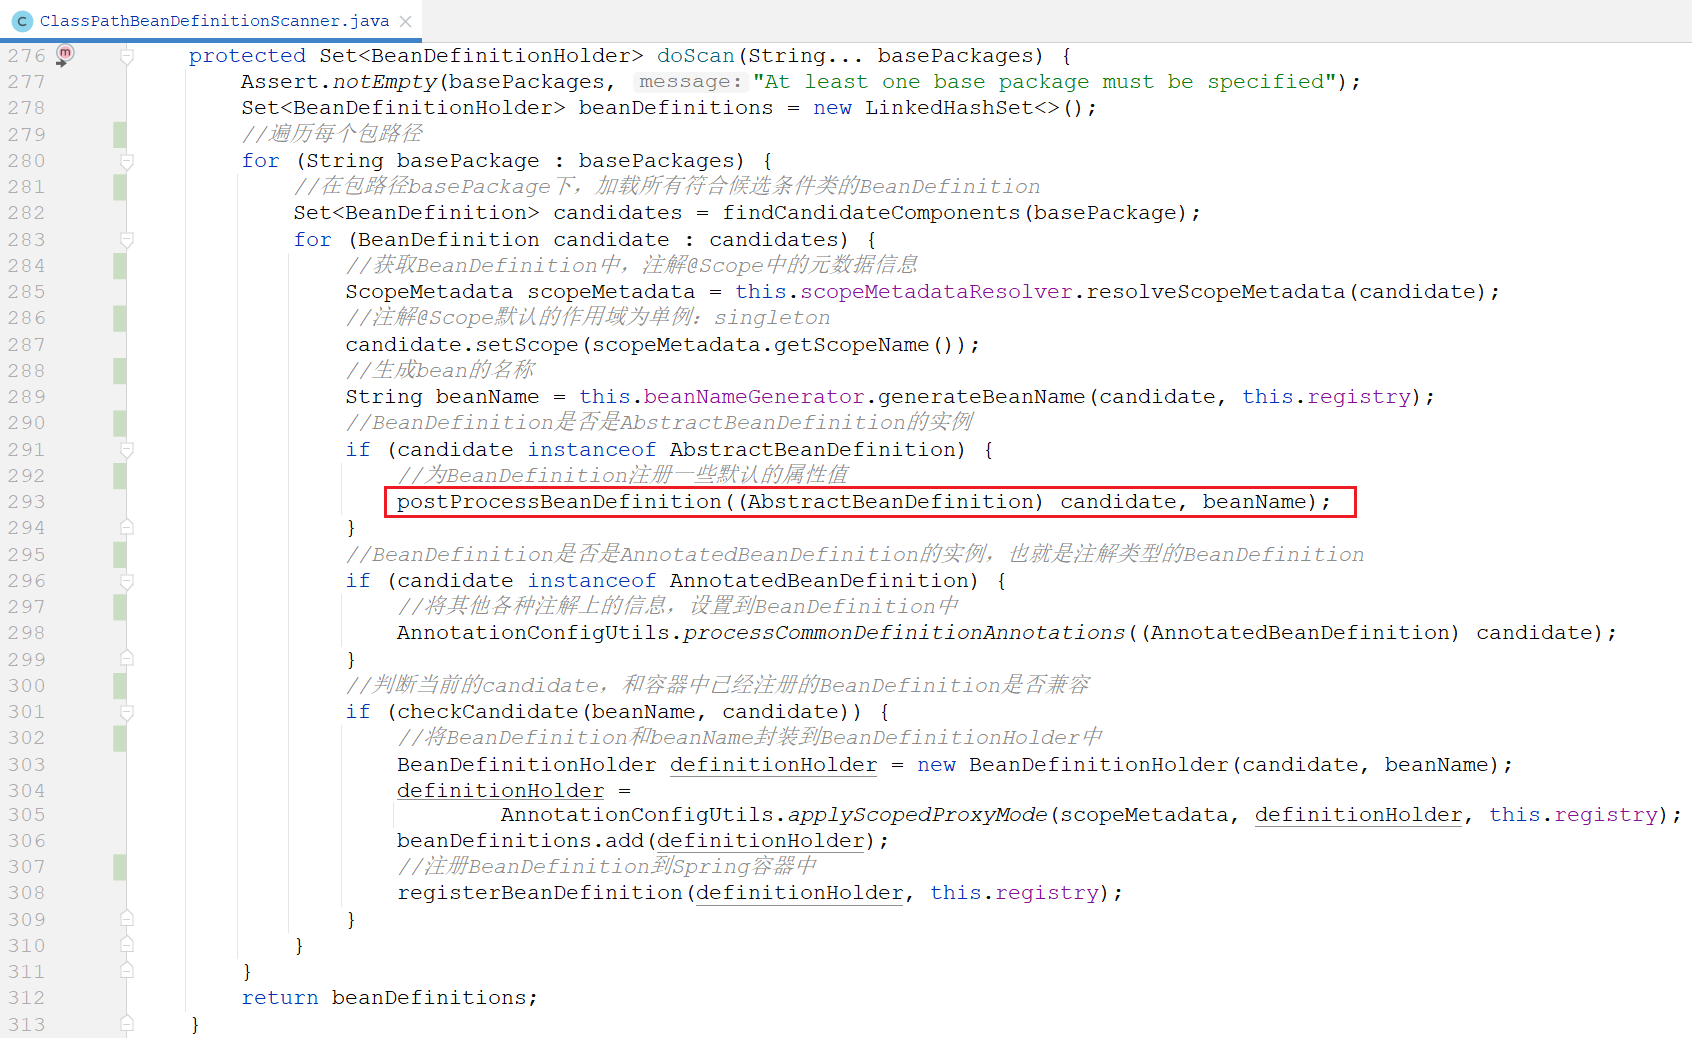 C ClassPathBeanDefinitionScanner.java ×
276 m protected Set<BeanDefinitionHolder> doScan(String... basePackages) {
277 Assert.notEmpty(basePackages, message: "At least one base package must be specified");
278 Set<BeanDefinitionHolder> beanDefinitions = new LinkedHashSet<>();
279 //遍历每个包路径
280 for (String basePackage : basePackages) {
281 //在包路径basePackage下，加载所有符合候选条件类的BeanDefinition
282 Set<BeanDefinition> candidates = findCandidateComponents(basePackage);
283 for (BeanDefinition candidate : candidates) {
284 //获取BeanDefinition中，注解@Scope中的元数据信息
285 ScopeMetadata scopeMetadata = this.scopeMetadataResolver.resolveScopeMetadata(candidate);
286 //注解@Scope默认的作用域为单例：singleton
287 candidate.setScope(scopeMetadata.getScopeName());
288 //生成bean的名称
289 String beanName = this.beanNameGenerator.generateBeanName(candidate, this.registry);
290 //BeanDefinition是否是AbstractBeanDefinition的实例
291 if (candidate instanceof AbstractBeanDefinition) {
292 //为BeanDefinition注册一些默认的属性值
293 postProcessBeanDefinition((AbstractBeanDefinition) candidate, beanName);
294 }
295 //BeanDefinition是否是AnnotatedBeanDefinition的实例，也就是注解类型的BeanDefinition
296 if (candidate instanceof AnnotatedBeanDefinition) {
297 //将其他各种注解上的信息，设置到BeanDefinition中
298 AnnotationConfigUtils.processCommonDefinitionAnnotations((AnnotatedBeanDefinition) candidate);
299 }
300 //判断当前的candidate，和容器中已经注册的BeanDefinition是否兼容
301 if (checkCandidate(beanName, candidate)) {
302 //将BeanDefinition和beanName封装到BeanDefinitionHolder中
303 BeanDefinitionHolder definitionHolder = new BeanDefinitionHolder(candidate, beanName);
304 definitionHolder =
305 AnnotationConfigUtils.applyScopedProxyMode(scopeMetadata, definitionHolder, this.registry);
306 beanDefinitions.add(definitionHolder);
307 //注册BeanDefinition到Spring容器中
308 registerBeanDefinition(definitionHolder, this.registry);
309 }
310 }
311 }
312 return beanDefinitions;
313 }